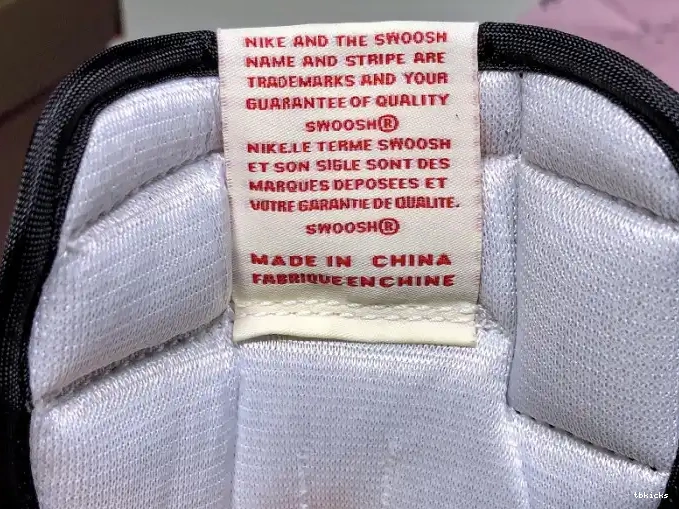 NIKE AND THE SWOOSH
NAME AND STRIPE ARE
TRADEMARKS AND YOUR
GUARANTEE OF QUALITY
SWOOSH®
NIKE.LE TERME SWOOSH
ET SON SIGLE SONT DES
MARQUES DEPOSEES ET
VOTRE GARANTIE DE QUALITE.
SWOOSH®
MADE IN CHINA
FABRIQUE EN CHINE
tbkicks